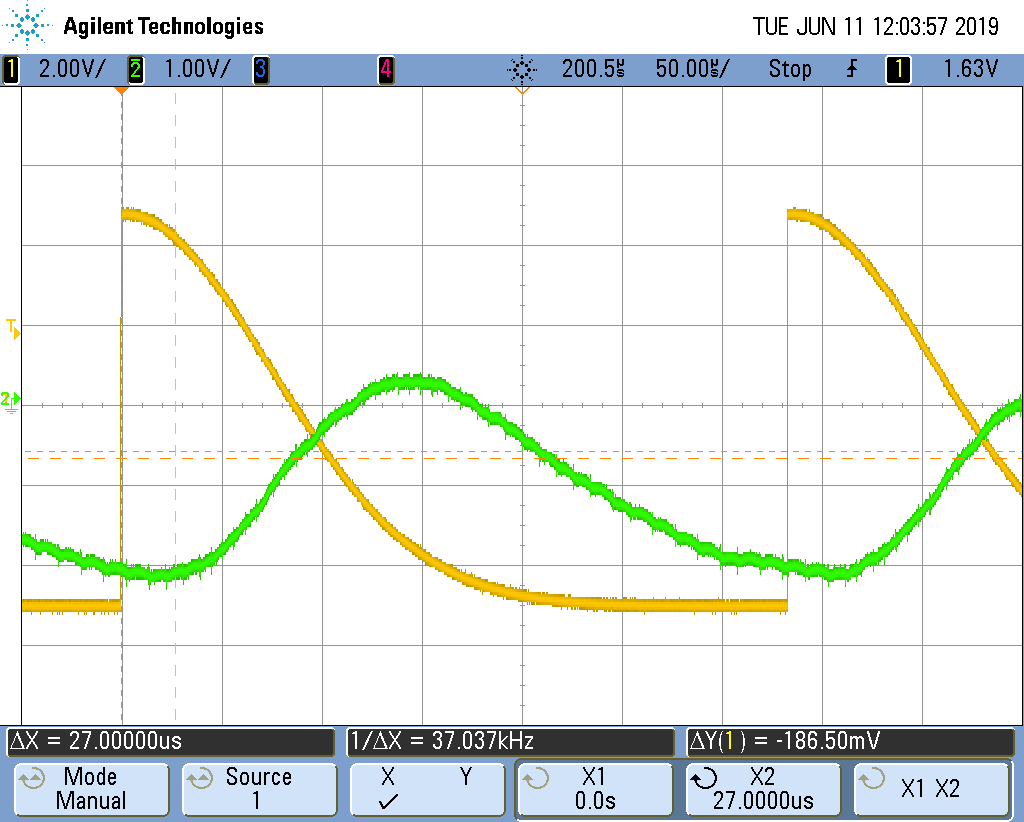 Agilent Technologies TUE JUN 11 12:03:57 2019
1 2.00V/ 2 1.00V/ 3 4 200.5µs 50.00µs/ Stop 1 1.63V
T
2
ΔX = 27.00000us 1/ΔX = 37.037kHz ΔY(1) = -186.50mV
Mode Source X Y X1 X2 X1 X2
Manual 1 ✓ 0.0s 27.0000us